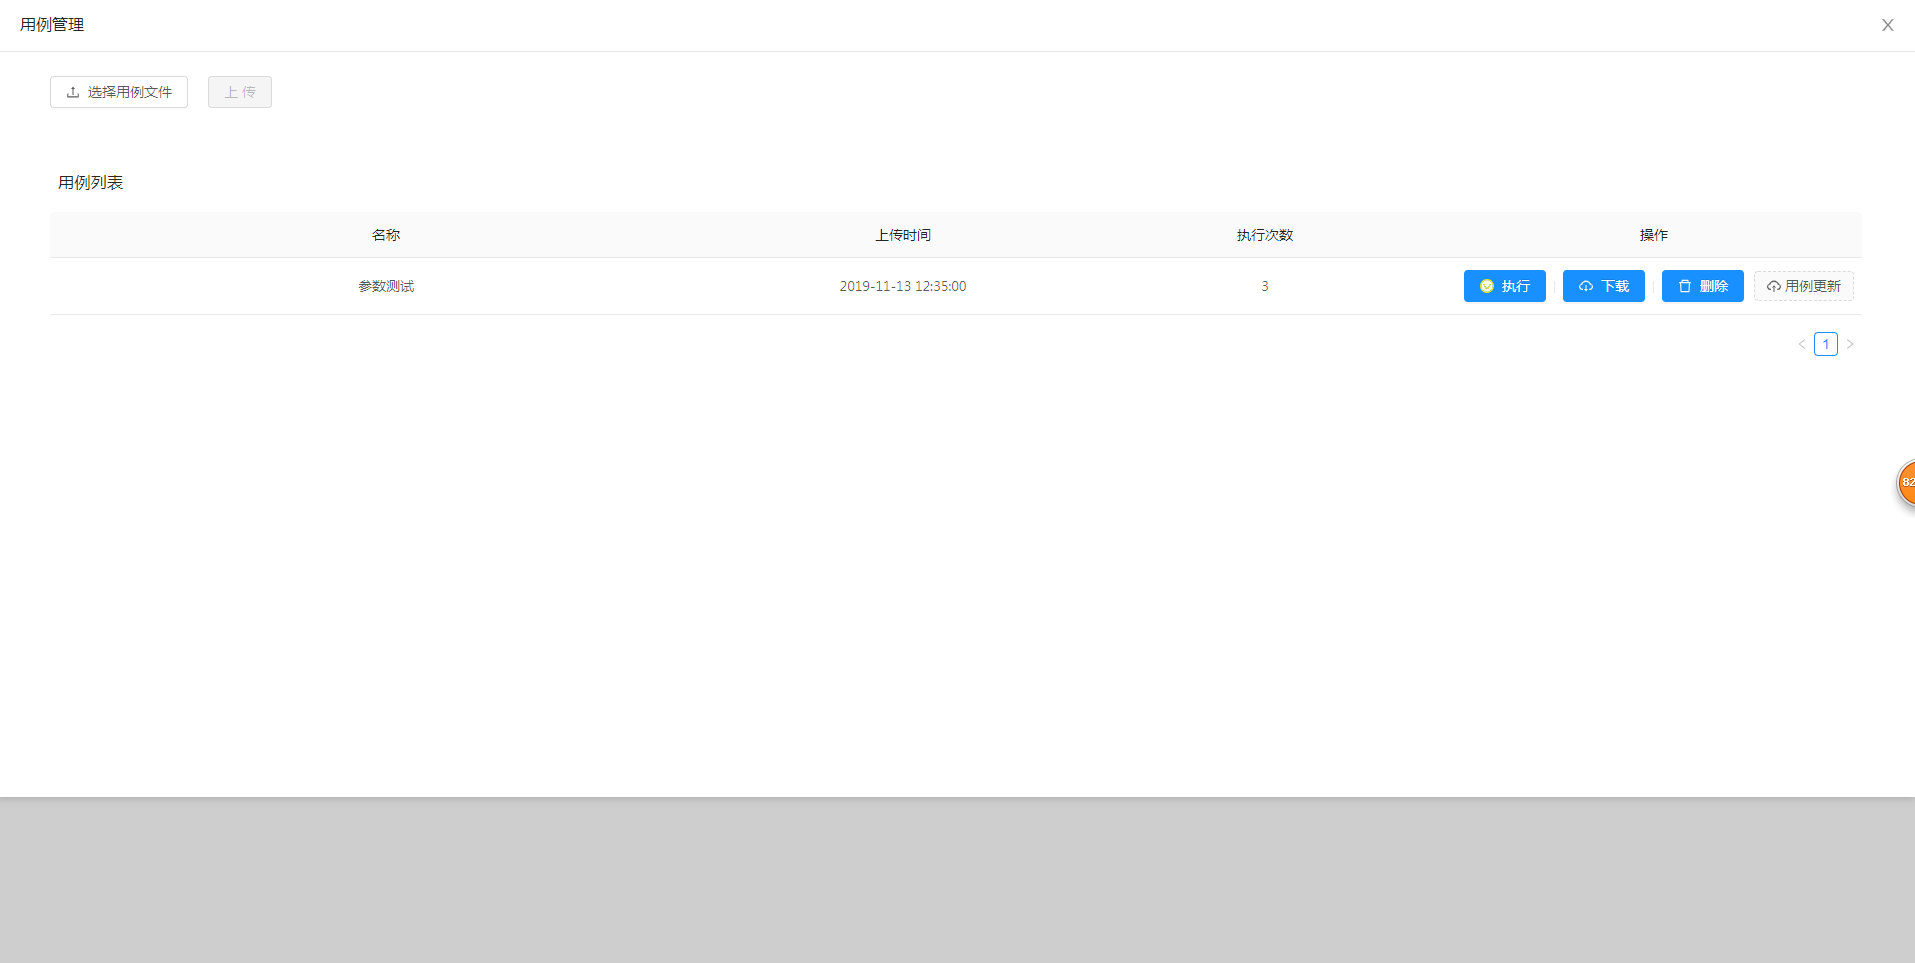 用例管理
选择用例文件 上 传
用例列表
名称 上传时间 执行次数 操作
参数测试 2019-11-13 12:35:00 3 执行 下载 删除 用例更新
1
82